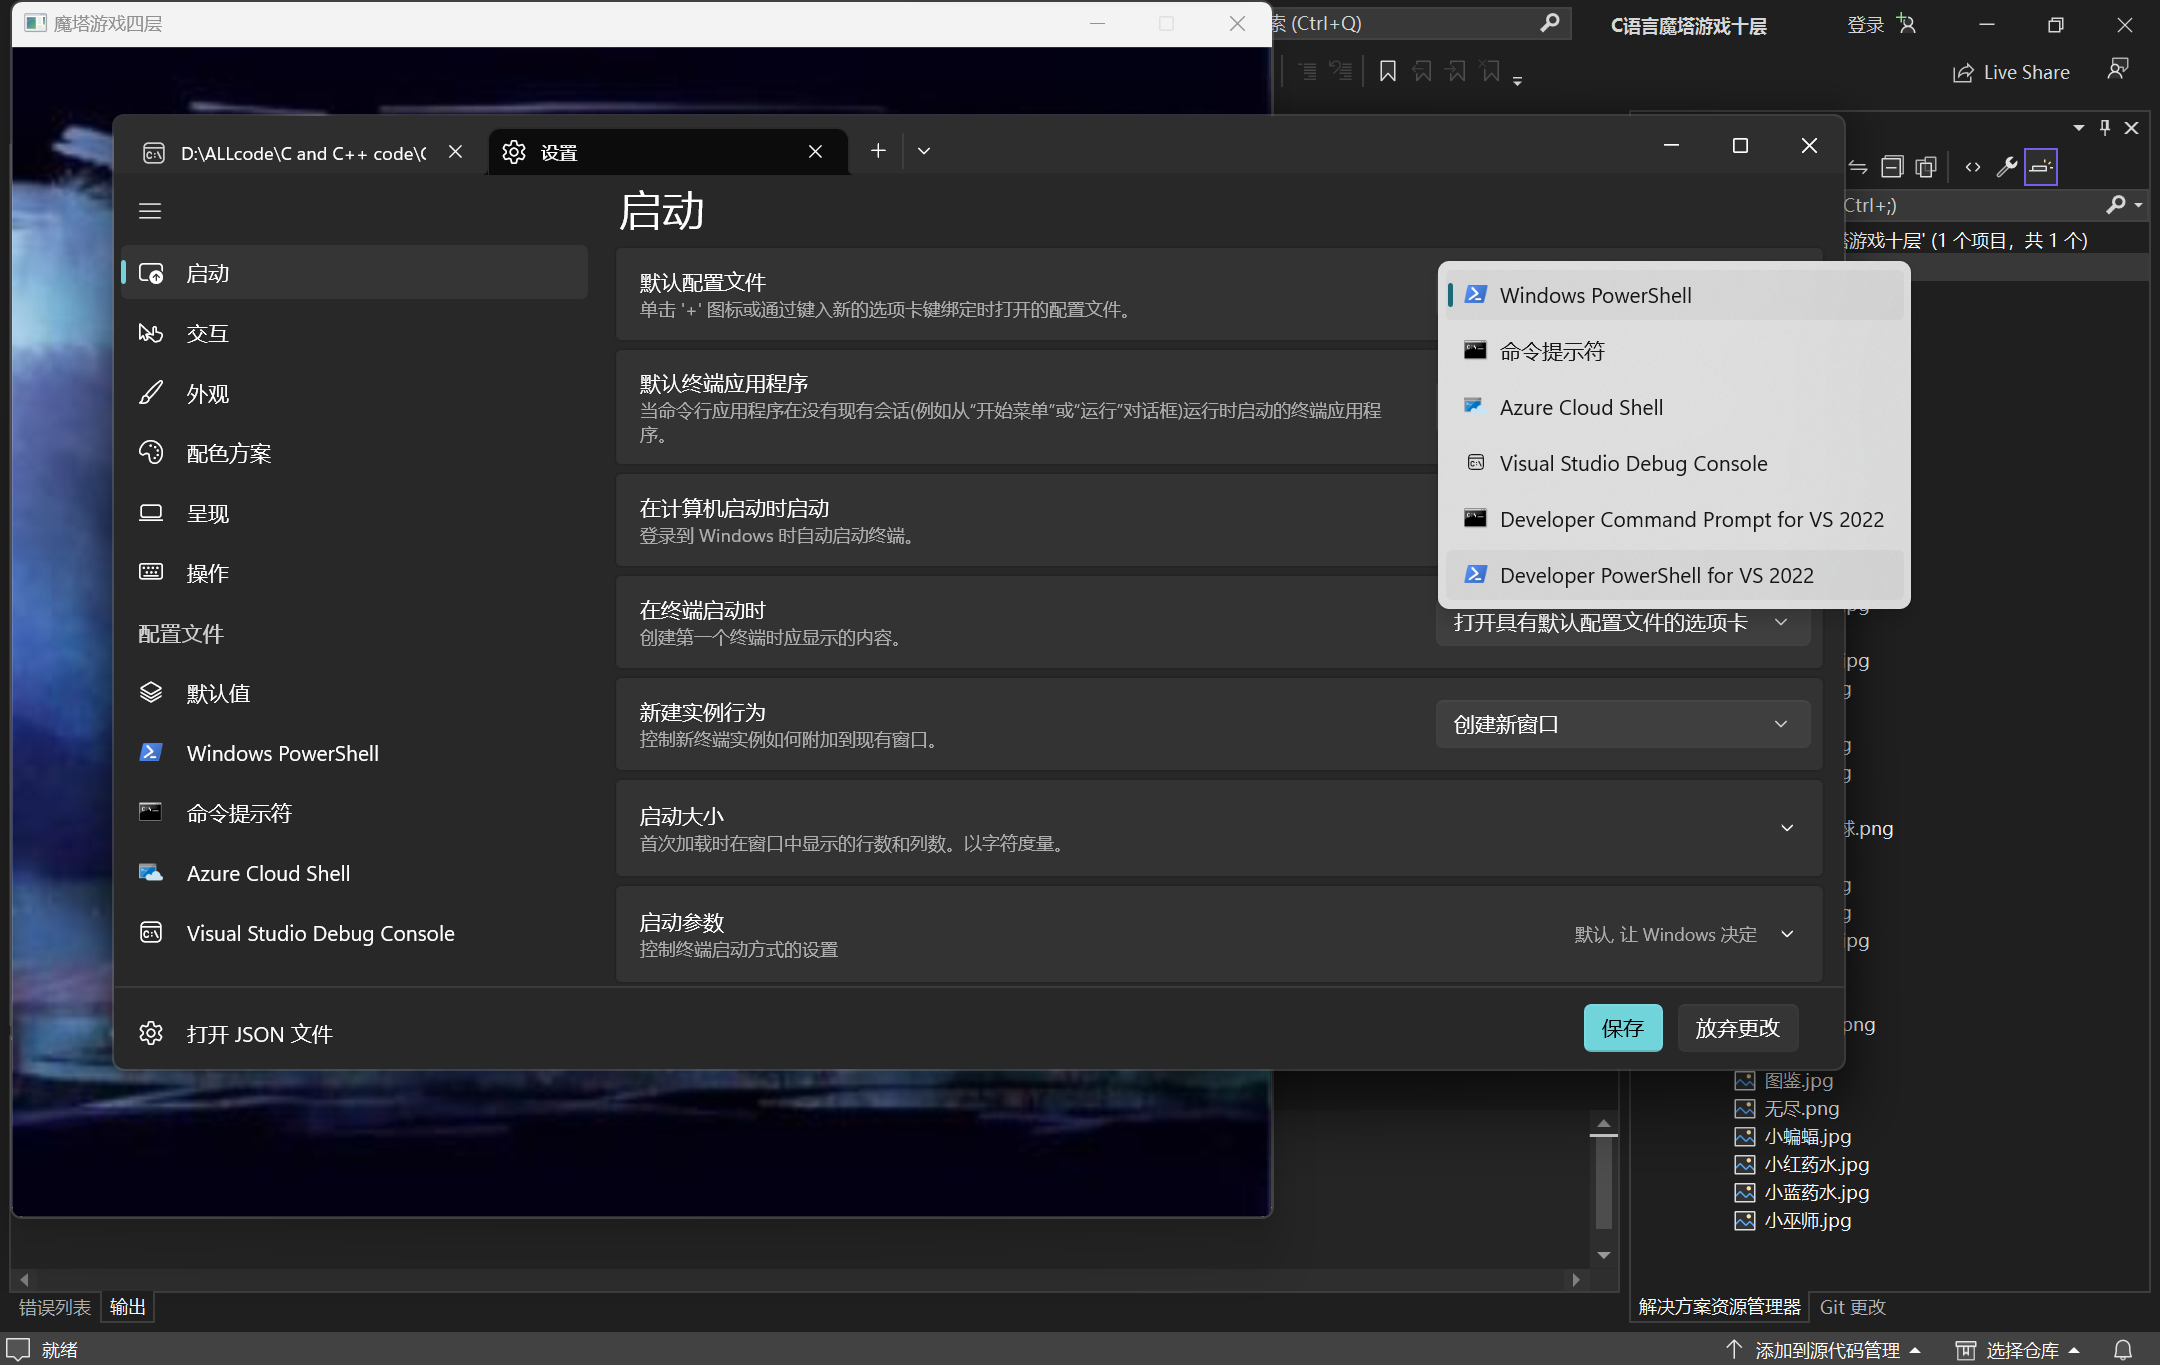 魔塔游戏四层
索 (Ctrl+Q)
C语言魔塔游戏十层
登录
Live Share
D:\ALLcode\C and C++ code\
设置
启动
启动
交互
外观
配色方案
呈现
操作
配置文件
默认值
Windows PowerShell
命令提示符
Azure Cloud Shell
Visual Studio Debug Console
打开 JSON 文件
默认配置文件
单击 '+' 图标或通过键入新的选项卡键绑定时打开的配置文件。
默认终端应用程序
当命令行应用程序在没有现有会话(例如从"开始菜单"或"运行"对话框)运行时启动的终端应用程
序。
在计算机启动时启动
登录到 Windows 时自动启动终端。
在终端启动时
创建第一个终端时应显示的内容。
打开具有默认配置文件的选项卡
新建实例行为
控制新终端实例如何附加到现有窗口。
创建新窗口
启动大小
首次加载时在窗口中显示的行数和列数。以字符度量。
启动参数
控制终端启动方式的设置
默认, 让 Windows 决定
保存
放弃更改
Windows PowerShell
命令提示符
Azure Cloud Shell
Visual Studio Debug Console
Developer Command Prompt for VS 2022
Developer PowerShell for VS 2022
Ctrl+;)
游戏十层' (1 个项目，共 1 个)
pg
jpg
g
g
g
球.png
g
g
jpg
png
图鉴.jpg
无尽.png
小蝙蝠.jpg
小红药水.jpg
小蓝药水.jpg
小巫师.jpg
错误列表
输出
解决方案资源管理器
Git 更改
就绪
添加到源代码管理
选择仓库